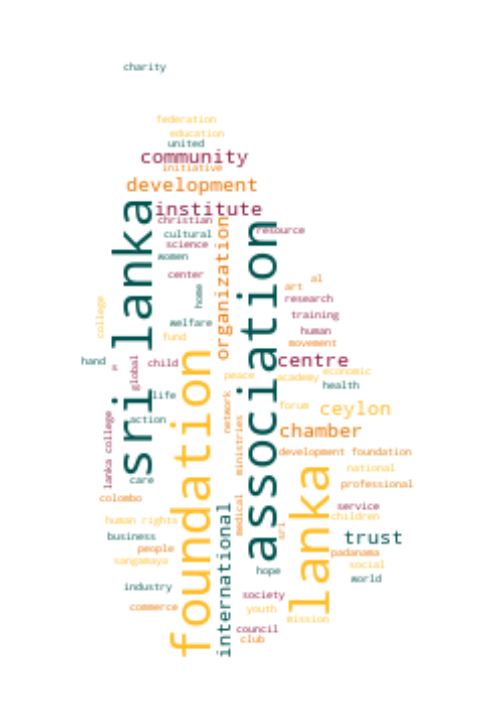 charity
federation
education
united
community
initiative
development
institute
christian
resource
cultural
science
women
sri lanka
association
organization
center
al
art
home
research
college
training
welfare
human
fund
movement
hand
child
centre
global
peace
academy
economic
health
life
network
forum
ceylon
action
lanka college
ministries
chamber
foundation
development foundation
national
care
professional
lanka
colombo
medical
service
international
human rights
children
sri
business
trust
people
padanama
sangamaya
social
hope
world
industry
society
commerce
youth
mission
council
club